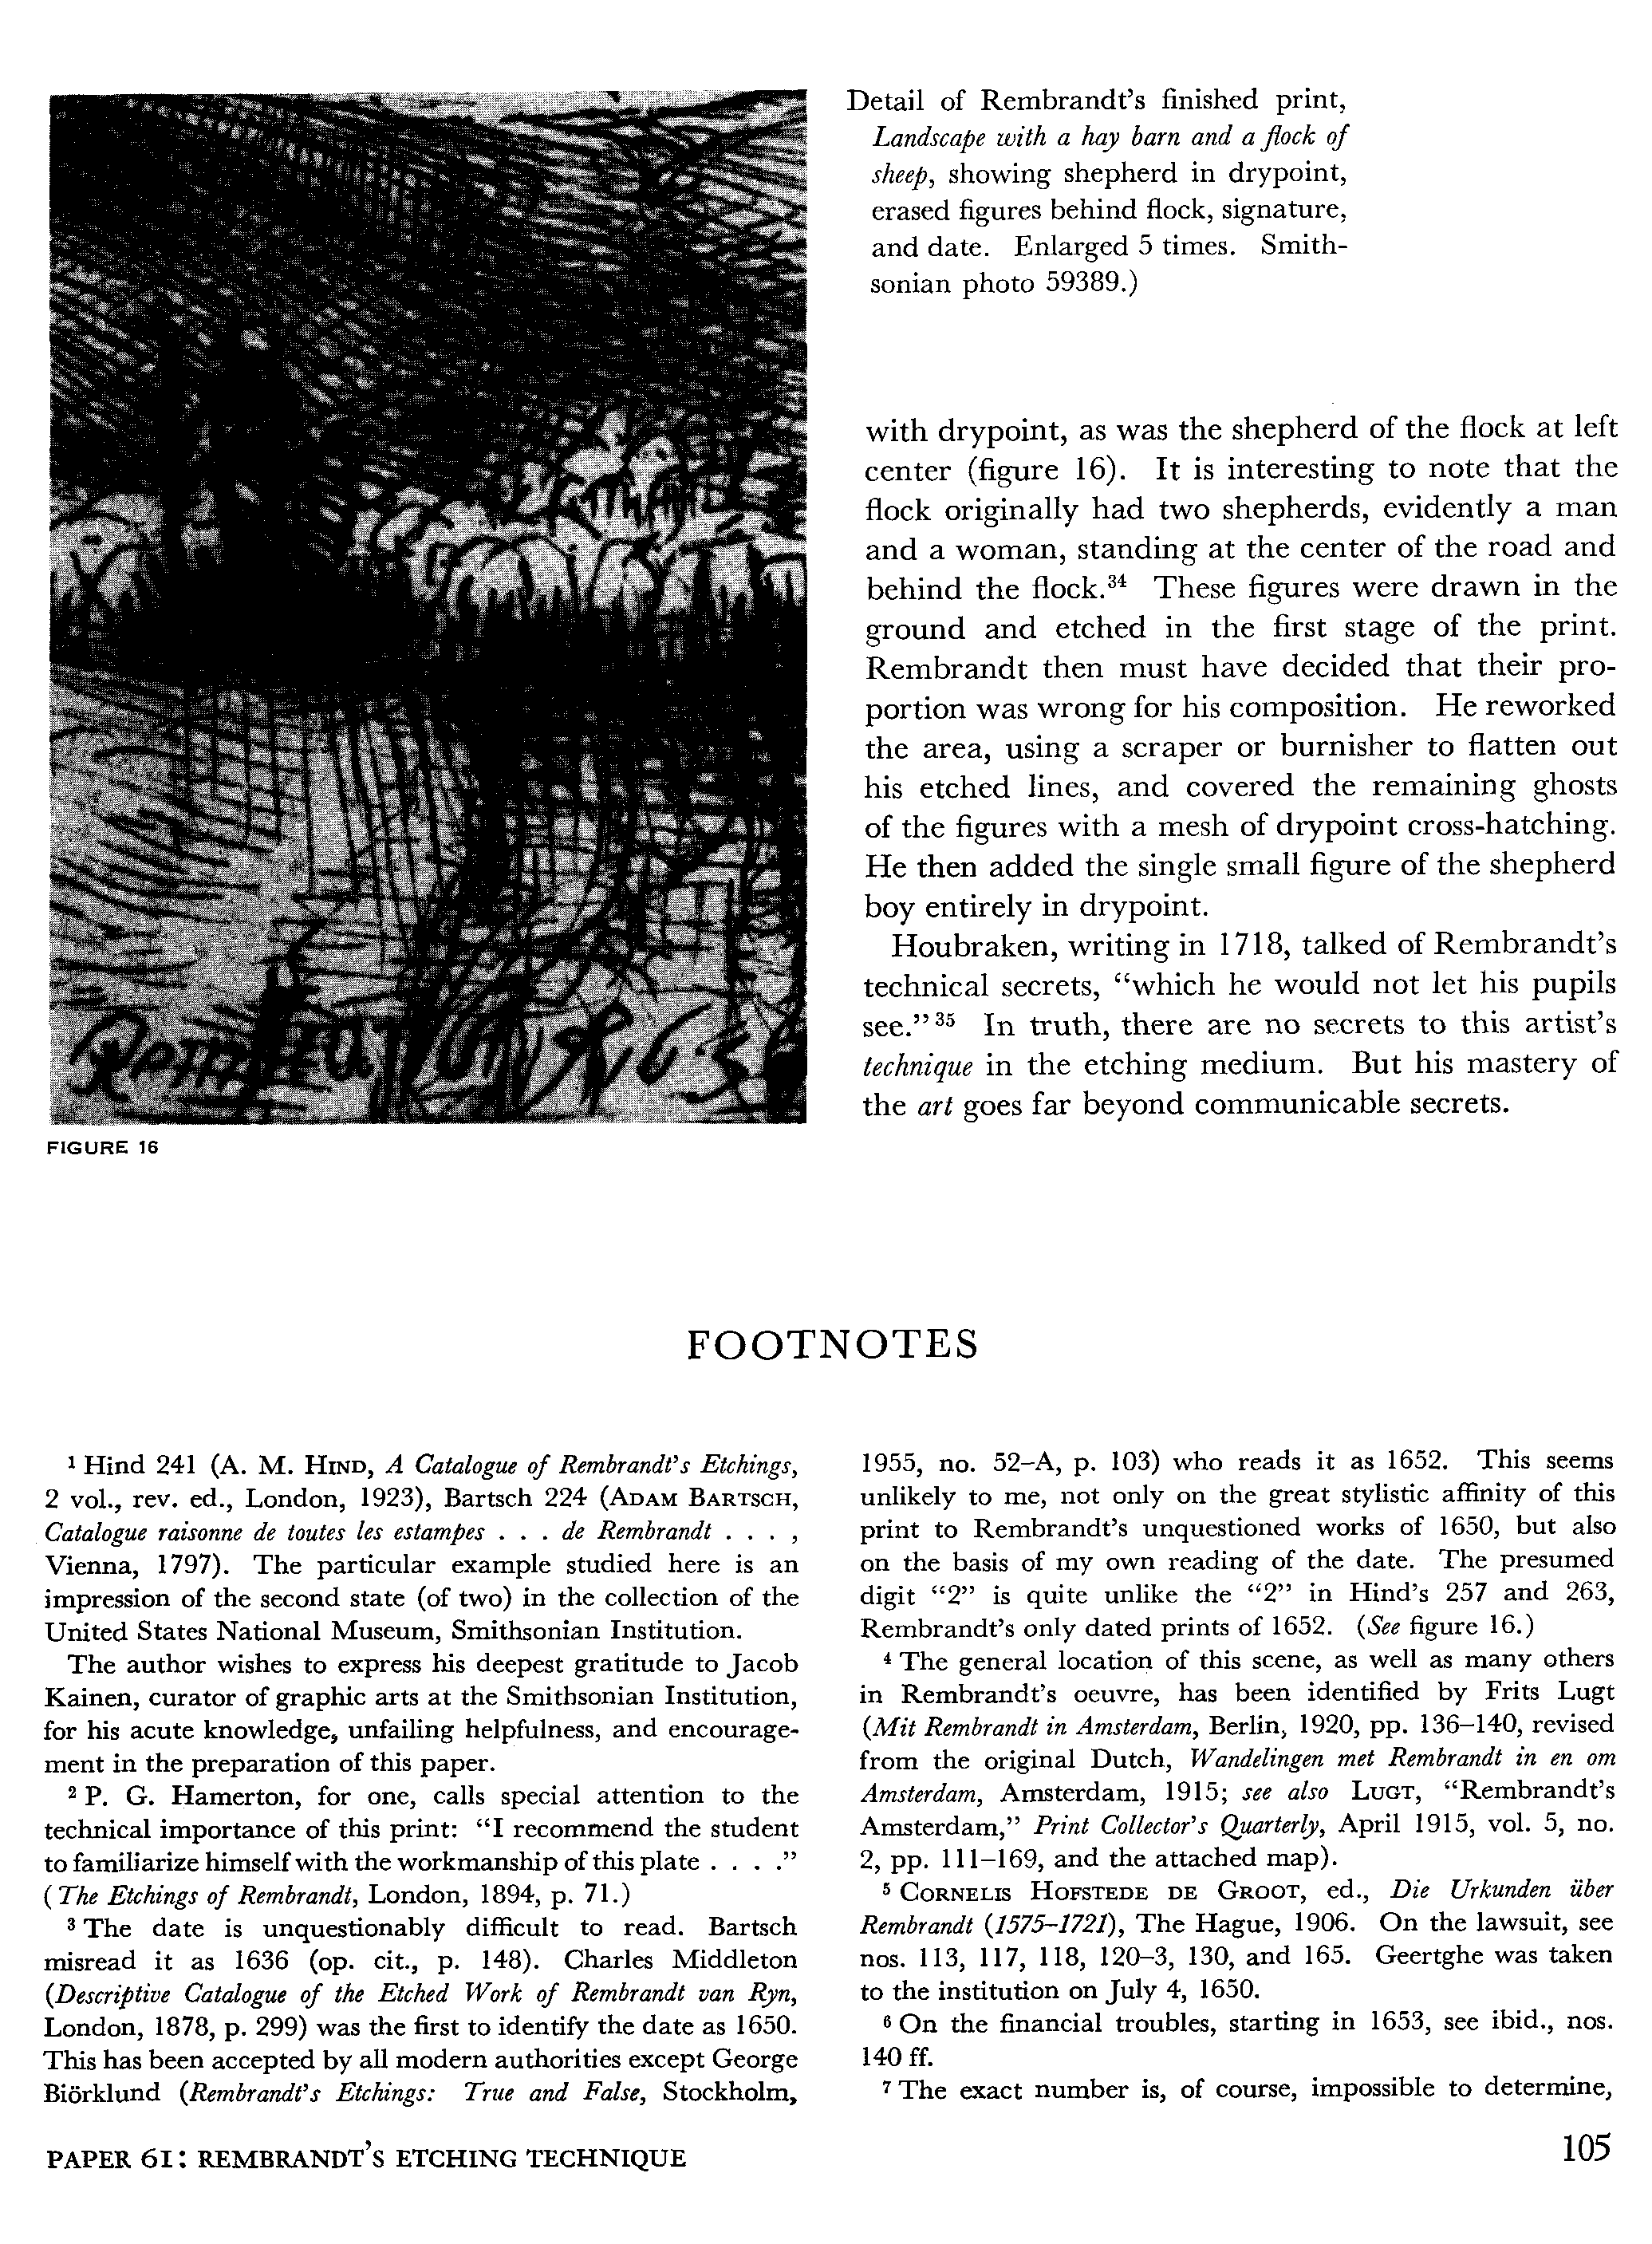 Detail of Rembrandt's finished print,
Landscape with a hay barn and a flock of
sheep, showing shepherd in drypoint,
erased figures behind flock, signature,
and date. Enlarged 5 times. Smith-
sonian photo 59389.)
FIGURE 16
with drypoint, as was the shepherd of the flock at left
center (figure 16). It is interesting to note that the
flock originally had two shepherds, evidently a man
and a woman, standing at the center of the road and
behind the flock.³⁴ These figures were drawn in the
ground and etched in the first stage of the print.
Rembrandt then must have decided that their pro-
portion was wrong for his composition. He reworked
the area, using a scraper or burnisher to flatten out
his etched lines, and covered the remaining ghosts
of the figures with a mesh of drypoint cross-hatching.
He then added the single small figure of the shepherd
boy entirely in drypoint.
Houbraken, writing in 1718, talked of Rembrandt's
technical secrets, “which he would not let his pupils
see.” ³⁵ In truth, there are no secrets to this artist's
technique in the etching medium. But his mastery of
the art goes far beyond communicable secrets.
FOOTNOTES
¹ Hind 241 (A. M. HIND, A Catalogue of Rembrandt's Etchings,
2 vol., rev. ed., London, 1923), Bartsch 224 (ADAM BARTSCH,
Catalogue raisonne de toutes les estampes . . . de Rembrandt . . . . ,
Vienna, 1797). The particular example studied here is an
impression of the second state (of two) in the collection of the
United States National Museum, Smithsonian Institution.
The author wishes to express his deepest gratitude to Jacob
Kainen, curator of graphic arts at the Smithsonian Institution,
for his acute knowledge, unfailing helpfulness, and encourage-
ment in the preparation of this paper.
² P. G. Hamerton, for one, calls special attention to the
technical importance of this print: “I recommend the student
to familiarize himself with the workmanship of this plate . . . .”
(The Etchings of Rembrandt, London, 1894, p. 71.)
³ The date is unquestionably difficult to read. Bartsch
misread it as 1636 (op. cit., p. 148). Charles Middleton
(Descriptive Catalogue of the Etched Work of Rembrandt van Ryn,
London, 1878, p. 299) was the first to identify the date as 1650.
This has been accepted by all modern authorities except George
Biörklund (Rembrandt's Etchings: True and False, Stockholm,
1955, no. 52–A, p. 103) who reads it as 1652. This seems
unlikely to me, not only on the great stylistic affinity of this
print to Rembrandt's unquestioned works of 1650, but also
on the basis of my own reading of the date. The presumed
digit “2” is quite unlike the “2” in Hind's 257 and 263,
Rembrandt's only dated prints of 1652. (See figure 16.)
⁴ The general location of this scene, as well as many others
in Rembrandt's oeuvre, has been identified by Frits Lugt
(Mit Rembrandt in Amsterdam, Berlin, 1920, pp. 136–140, revised
from the original Dutch, Wandelingen met Rembrandt in en om
Amsterdam, Amsterdam, 1915; see also LUGT, “Rembrandt's
Amsterdam,” Print Collector's Quarterly, April 1915, vol. 5, no.
2, pp. 111–169, and the attached map).
⁵ CORNELIS HOFSTEDE DE GROOT, ed., Die Urkunden über
Rembrandt (1575–1721), The Hague, 1906. On the lawsuit, see
nos. 113, 117, 118, 120–3, 130, and 165. Geertghe was taken
to the institution on July 4, 1650.
⁶ On the financial troubles, starting in 1653, see ibid., nos.
140 ff.
⁷ The exact number is, of course, impossible to determine,
PAPER 61: REMBRANDT'S ETCHING TECHNIQUE
105